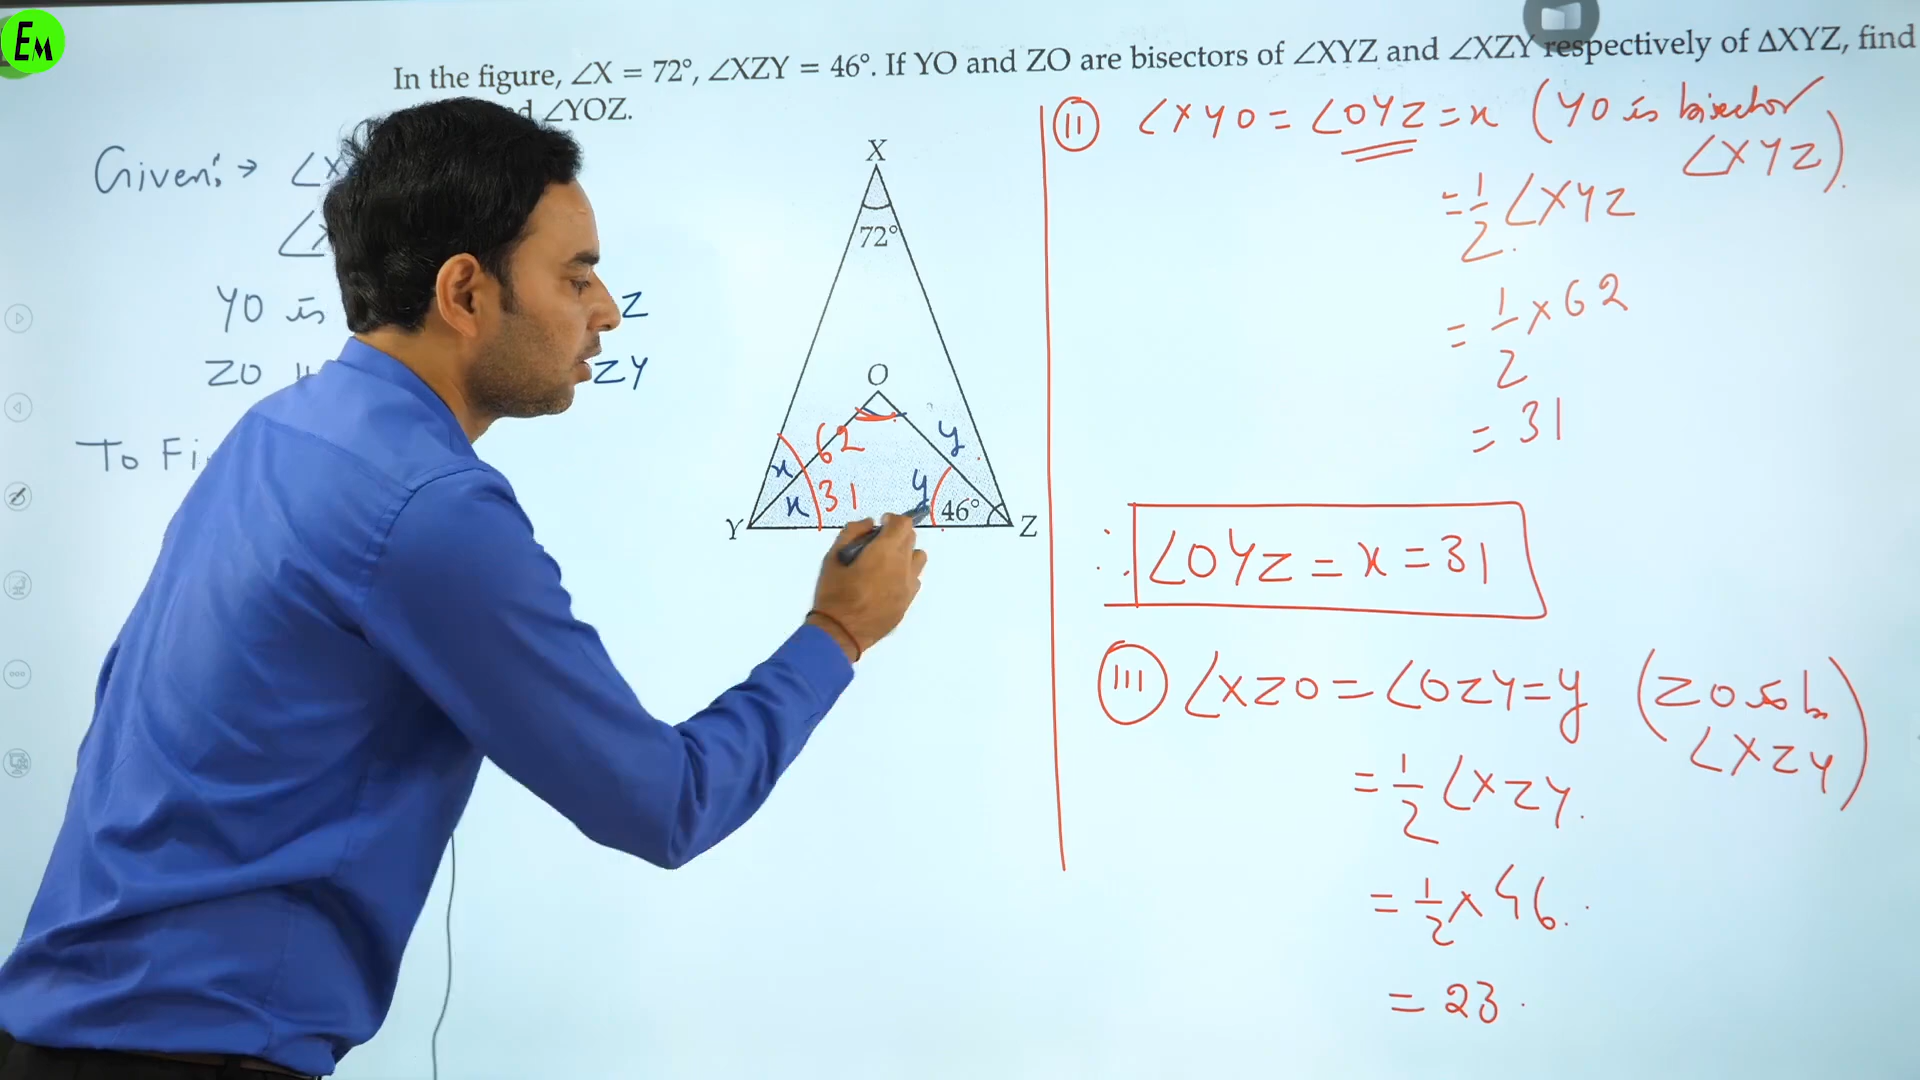 EM
In the figure, ∠X = 72°, ∠XZY = 46°. If YO and ZO are bisectors of ∠XYZ and ∠XZY respectively of ΔXYZ, find
∠YOZ.
Given: → ∠X
∠X
YO is Z
ZO ZY
To Fi
X
72°
O
62
y
x
x 31
y
46°
Y
Z
II ∠XYO = ∠OYZ = x (YO is bisector
∠XYZ)
= 1/2 ∠XYZ
= 1/2 × 62
= 31
∴ ∠OYZ = x = 31
III ∠XZO = ∠OZY = y (ZO is b
∠XZY)
= 1/2 ∠XZY.
= 1/2 × 46.
= 23.